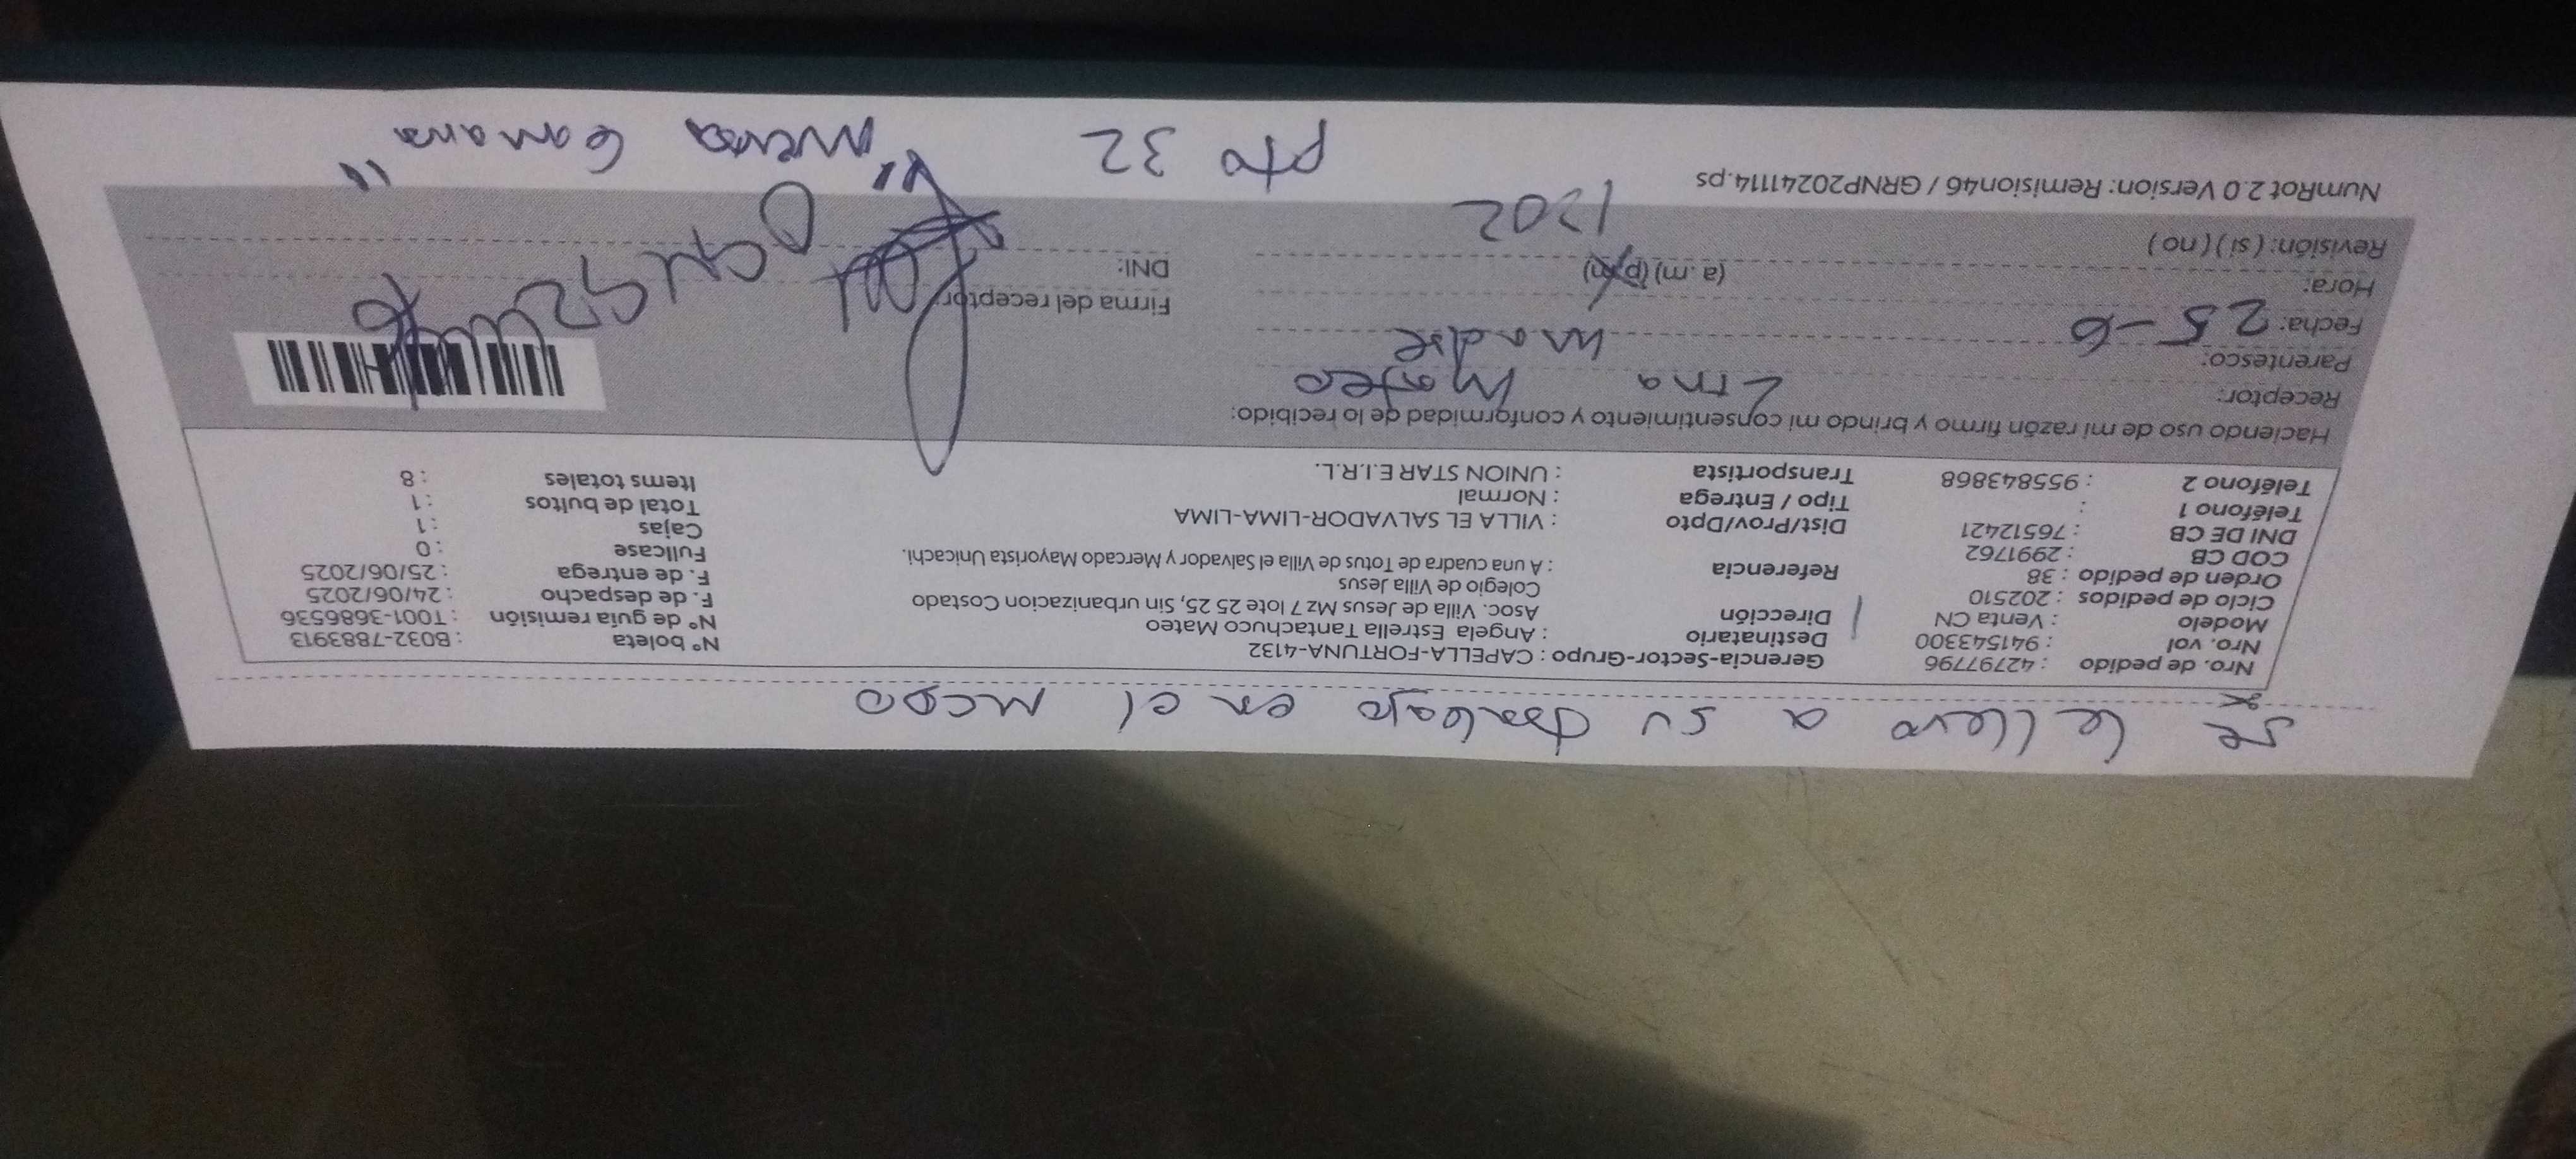 se le llevo a su trabajo en el mcdo
Nro. de pedido : 42797796
Nro. vol : 941543300
Modelo : Venta CN
Ciclo de pedidos : 202510
Orden de pedido : 38
COD CB : 2991762
DNI DE CB : 76512421
Teléfono 1 :
Teléfono 2 : 955843868
Gerencia-Sector-Grupo : CAPELLA-FORTUNA-4132
Destinatario : Angela Estrella Tantachuco Mateo
Dirección Asoc. Villa de Jesus Mz 7 lote 25 25, Sin urbanizacion Costado
Colegio de Villa Jesus
Referencia : A una cuadra de Totus de Villa el Salvador y Mercado Mayorista Unicachi.
Dist/Prov/Dpto : VILLA EL SALVADOR-LIMA-LIMA
Tipo / Entrega : Normal
Transportista : UNION STAR E.I.R.L.
N° boleta : B032-7883913
N° de guía remisión : T001-3686536
F. de despacho : 24/06/2025
F. de entrega : 25/06/2025
Fullcase : 0
Cajas : 1
Total de bultos : 1
Items totales : 8
Haciendo uso de mi razón firmo y brindo mi consentimiento y conformidad de lo recibido:
Receptor: Mateo
Parentesco: madre
Fecha: 25-6
Hora: (a.m) (p.m)
Revisión: (si) (no) 1202
Firma del receptor:
DNI:
NumRot 2.0 Version: Remision46 / GRNP20241114.ps
pto 32